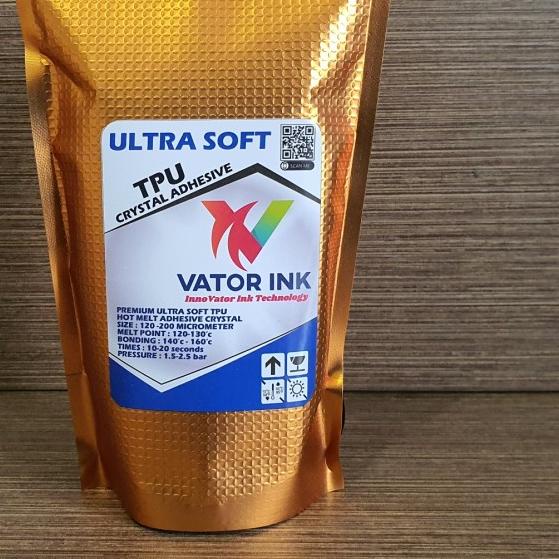 ULTRA SOFT
SCAN ME
TPU
CRYSTAL ADHESIVE
VATOR INK
InnoVator Ink Technology
PREMIUM ULTRA SOFT TPU
HOT MELT ADHESIVE CRYSTAL
SIZE : 120 -200 MICROMETER
MELT POINT : 120-130°c
BONDING : 140°c - 160°c
TIMES : 10-20 seconds
PRESSURE : 1.5-2.5 bar